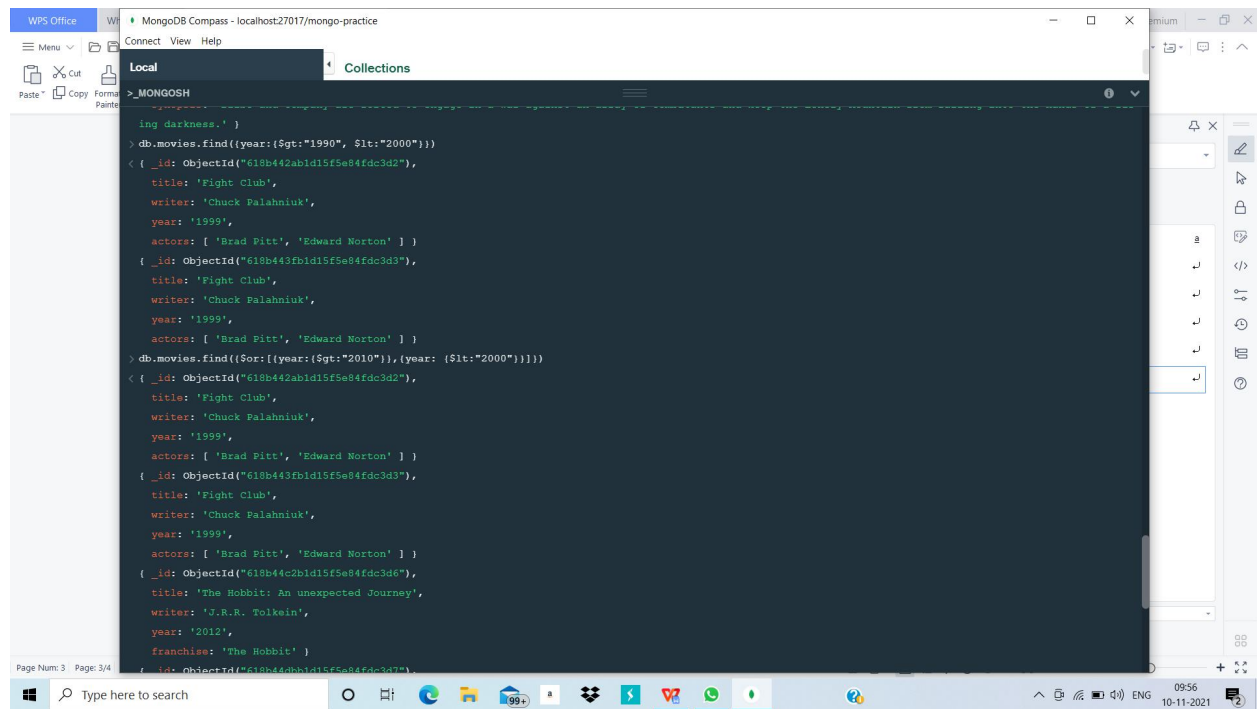 WPS Office
MongoDB Compass - localhost:27017/mongo-practice
emium
Menu
Connect View Help
Local
Collections
Cut
Paste Copy Forma
Painte
>_MONGOSH
ing darkness.' }
> db.movies.find({year:{$gt:"1990", $lt:"2000"}})
< { _id: ObjectId("618b442ab1d15f5e84fdc3d2"),
title: 'Fight Club',
writer: 'Chuck Palahniuk',
year: '1999',
actors: [ 'Brad Pitt', 'Edward Norton' ] }
{ _id: ObjectId("618b443fb1d15f5e84fdc3d3"),
title: 'Fight Club',
writer: 'Chuck Palahniuk',
year: '1999',
actors: [ 'Brad Pitt', 'Edward Norton' ] }
> db.movies.find({$or:[{year:{$gt:"2010"}},{year: {$lt:"2000"}}]})
< { _id: ObjectId("618b442ab1d15f5e84fdc3d2"),
title: 'Fight Club',
writer: 'Chuck Palahniuk',
year: '1999',
actors: [ 'Brad Pitt', 'Edward Norton' ] }
{ _id: ObjectId("618b443fb1d15f5e84fdc3d3"),
title: 'Fight Club',
writer: 'Chuck Palahniuk',
year: '1999',
actors: [ 'Brad Pitt', 'Edward Norton' ] }
{ _id: ObjectId("618b44c2b1d15f5e84fdc3d6"),
title: 'The Hobbit: An unexpected Journey',
writer: 'J.R.R. Tolkein',
year: '2012',
franchise: 'The Hobbit' }
{ _id: ObjectId("618b44dbb1d15f5e84fdc3d7"),
Page Num: 3 Page: 3/4
Type here to search
99+
ENG
09:56
10-11-2021
2